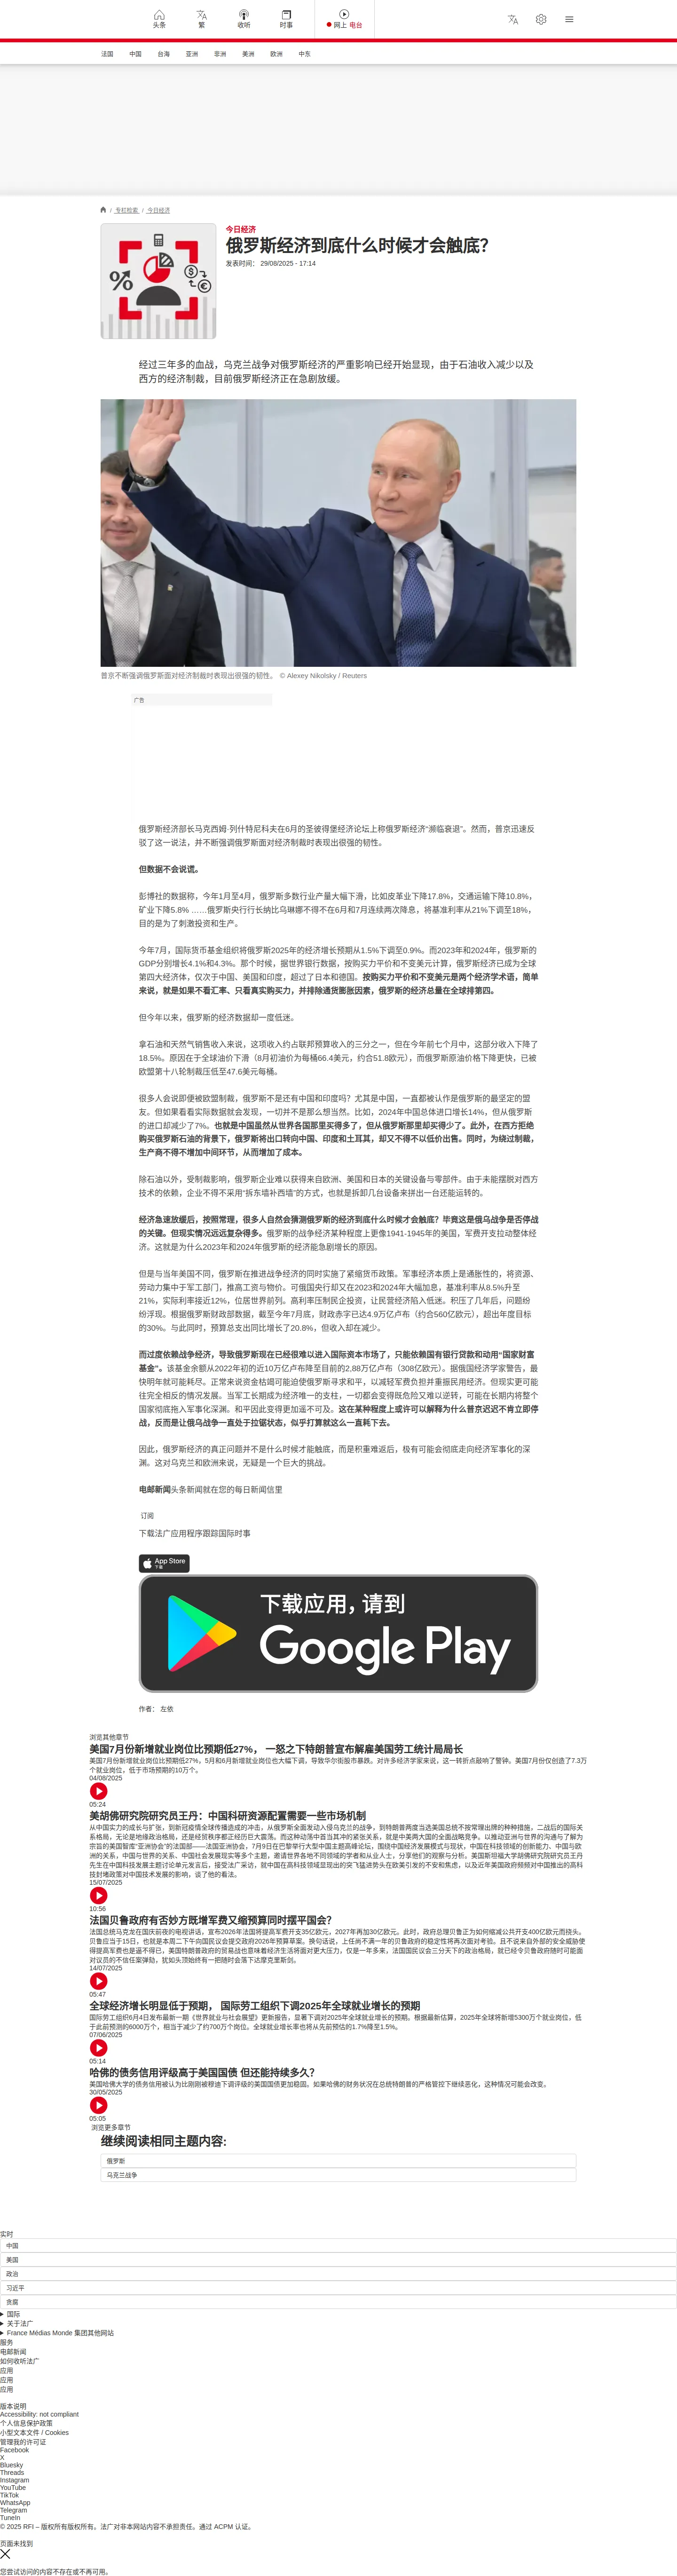 头条
繁
收听
时事
网上 电台
法国
中国
台海
亚洲
非洲
美洲
欧洲
中东
/ 专栏检索 / 今日经济
今日经济
俄罗斯经济到底什么时候才会触底？
发表时间： 29/08/2025 - 17:14
经过三年多的血战，乌克兰战争对俄罗斯经济的严重影响已经开始显现，由于石油收入减少以及
西方的经济制裁，目前俄罗斯经济正在急剧放缓。
普京不断强调俄罗斯面对经济制裁时表现出很强的韧性。 © Alexey Nikolsky / Reuters
广告
俄罗斯经济部长马克西姆·列什特尼科夫在6月的圣彼得堡经济论坛上称俄罗斯经济“濒临衰退”。然而，普京迅速反
驳了这一说法，并不断强调俄罗斯面对经济制裁时表现出很强的韧性。
但数据不会说谎。
彭博社的数据称，今年1月至4月，俄罗斯多数行业产量大幅下滑，比如皮革业下降17.8%，交通运输下降10.8%，
矿业下降5.8% ……俄罗斯央行行长纳比乌琳娜不得不在6月和7月连续两次降息，将基准利率从21%下调至18%，
目的是为了刺激投资和生产。
今年7月，国际货币基金组织将俄罗斯2025年的经济增长预期从1.5%下调至0.9%。而2023年和2024年，俄罗斯的
GDP分别增长4.1%和4.3%。那个时候，据世界银行数据，按购买力平价和不变美元计算，俄罗斯经济已成为全球
第四大经济体，仅次于中国、美国和印度，超过了日本和德国。按购买力平价和不变美元是两个经济学术语，简单
来说，就是如果不看汇率、只看真实购买力，并排除通货膨胀因素，俄罗斯的经济总量在全球排第四。
但今年以来，俄罗斯的经济数据却一度低迷。
拿石油和天然气销售收入来说，这项收入约占联邦预算收入的三分之一，但在今年前七个月中，这部分收入下降了
18.5%。原因在于全球油价下滑（8月初油价为每桶66.4美元，约合51.8欧元），而俄罗斯原油价格下降更快，已被
欧盟第十八轮制裁压低至47.6美元每桶。
很多人会说即便被欧盟制裁，俄罗斯不是还有中国和印度吗？尤其是中国，一直都被认作是俄罗斯的最坚定的盟
友。但如果看看实际数据就会发现，一切并不是那么想当然。比如，2024年中国总体进口增长14%，但从俄罗斯
的进口却减少了7%。也就是中国虽然从世界各国那里买得多了，但从俄罗斯那里却买得少了。此外，在西方拒绝
购买俄罗斯石油的背景下，俄罗斯将出口转向中国、印度和土耳其，却又不得不以低价出售。同时，为绕过制裁，
生产商不得不增加中间环节，从而增加了成本。
除石油以外，受制裁影响，俄罗斯企业难以获得来自欧洲、美国和日本的关键设备与零部件。由于未能摆脱对西方
技术的依赖，企业不得不采用“拆东墙补西墙”的方式，也就是拆卸几台设备来拼出一台还能运转的。
经济急速放缓后，按照常理，很多人自然会猜测俄罗斯的经济到底什么时候才会触底？毕竟这是俄乌战争是否停战
的关键。但现实情况远远复杂得多。俄罗斯的战争经济某种程度上更像1941-1945年的美国，军费开支拉动整体经
济。这就是为什么2023年和2024年俄罗斯的经济能急剧增长的原因。
但是与当年美国不同，俄罗斯在推进战争经济的同时实施了紧缩货币政策。军事经济本质上是通胀性的，将资源、
劳动力集中于军工部门，推高工资与物价。可俄国央行却又在2023和2024年大幅加息，基准利率从8.5%升至
21%，实际利率接近12%，位居世界前列。高利率压制民企投资，让民营经济陷入低迷。积压了几年后，问题纷
纷浮现。根据俄罗斯财政部数据，截至今年7月底，财政赤字已达4.9万亿卢布（约合560亿欧元），超出年度目标
的30%。与此同时，预算总支出同比增长了20.8%，但收入却在减少。
而过度依赖战争经济，导致俄罗斯现在已经很难以进入国际资本市场了，只能依赖国有银行贷款和动用“国家财富
基金”。该基金余额从2022年初的近10万亿卢布降至目前的2,88万亿卢布（308亿欧元）。据俄国经济学家警告，最
快明年就可能耗尽。正常来说资金枯竭可能迫使俄罗斯寻求和平，以减轻军费负担并重振民用经济。但现实更可能
往完全相反的情况发展。当军工长期成为经济唯一的支柱，一切都会变得既危险又难以逆转，可能在长期内将整个
国家彻底拖入军事化深渊。和平因此变得更加遥不可及。这在某种程度上或许可以解释为什么普京迟迟不肯立即停
战，反而是让俄乌战争一直处于拉锯状态，似乎打算就这么一直耗下去。
因此，俄罗斯经济的真正问题并不是什么时候才能触底，而是积重难返后，极有可能会彻底走向经济军事化的深
渊。这对乌克兰和欧洲来说，无疑是一个巨大的挑战。
电邮新闻头条新闻就在您的每日新闻信里
订阅
下载法广应用程序跟踪国际时事
App Store
下载
下载应用，请到
Google Play
作者： 左依
浏览其他章节
美国7月份新增就业岗位比预期低27%， 一怒之下特朗普宣布解雇美国劳工统计局局长
美国7月份新增就业岗位比预期低27%，5月和6月新增就业岗位也大幅下调，导致华尔街股市暴跌。对许多经济学家来说，这一转折点敲响了警钟。美国7月份仅创造了7.3万
个就业岗位，低于市场预期的10万个。
04/08/2025
05:24
美胡佛研究院研究员王丹：中国科研资源配置需要一些市场机制
从中国实力的成长与扩张，到新冠疫情全球传播造成的冲击，从俄罗斯全面发动入侵乌克兰的战争，到特朗普两度当选美国总统不按常理出牌的种种措施，二战后的国际关
系格局，无论是地缘政治格局，还是经贸秩序都正经历巨大震荡。而这种动荡中首当其冲的紧张关系，就是中美两大国的全面战略竞争。以推动亚洲与世界的沟通与了解为
宗旨的美国智库“亚洲协会”的法国部——法国亚洲协会，7月9日在巴黎举行大型中国主题高峰论坛，围绕中国经济发展模式与现状，中国在科技领域的创新能力、中国与欧
洲的关系，中国与世界的关系、中国社会发展现实等多个主题，邀请世界各地不同领域的学者和从业人士，分享他们的观察与分析。美国斯坦福大学胡佛研究院研究员王丹
先生在中国科技发展主题讨论单元发言后，接受法广采访，就中国在高科技领域显现出的突飞猛进势头在欧美引发的不安和焦虑，以及近年美国政府频频对中国推出的高科
技封堵政策对中国技术发展的影响，谈了他的看法。
15/07/2025
10:56
法国贝鲁政府有否妙方既增军费又缩预算同时摆平国会？
法国总统马克龙在国庆前夜的电视讲话，宣布2026年法国将提高军费开支35亿欧元，2027年再加30亿欧元。此时，政府总理贝鲁正为如何缩减公共开支400亿欧元而挠头。
贝鲁应当于15日，也就是本周二下午向国民议会提交政府2026年预算草案。换句话说，上任尚不满一年的贝鲁政府的稳定性将再次面对考验。且不说来自外部的安全威胁使
得提高军费也是逼不得已，美国特朗普政府的贸易战也意味着经济生活将面对更大压力，仅是一年多来，法国国民议会三分天下的政治格局，就已经令贝鲁政府随时可能面
对议员的不信任案弹劾，犹如头顶始终有一把随时会落下达摩克里斯剑。
14/07/2025
05:47
全球经济增长明显低于预期， 国际劳工组织下调2025年全球就业增长的预期
国际劳工组织6月4日发布最新一期《世界就业与社会展望》更新报告，显著下调对2025年全球就业增长的预期。根据最新估算，2025年全球将新增5300万个就业岗位，低
于此前预测的6000万个，相当于减少了约700万个岗位。全球就业增长率也将从先前预估的1.7%降至1.5%。
07/06/2025
05:14
哈佛的债务信用评级高于美国国债 但还能持续多久？
美国哈佛大学的债务信用被认为比刚刚被穆迪下调评级的美国国债更加稳固。如果哈佛的财务状况在总统特朗普的严格管控下继续恶化，这种情况可能会改变。
30/05/2025
05:05
浏览更多章节
继续阅读相同主题内容:
俄罗斯
乌克兰战争
实时
中国
美国
政治
习近平
贪腐
国际
关于法广
France Médias Monde 集团其他网站
服务
电邮新闻
如何收听法广
应用
应用
应用
版本说明
Accessibility: not compliant
个人信息保护政策
小型文本文件 / Cookies
管理我的许可证
Facebook
X
Bluesky
Threads
Instagram
YouTube
TikTok
WhatsApp
Telegram
TuneIn
© 2025 RFI – 版权所有版权所有。法广对非本网站内容不承担责任。通过 ACPM 认证。
页面未找到
您尝试访问的内容不存在或不再可用。